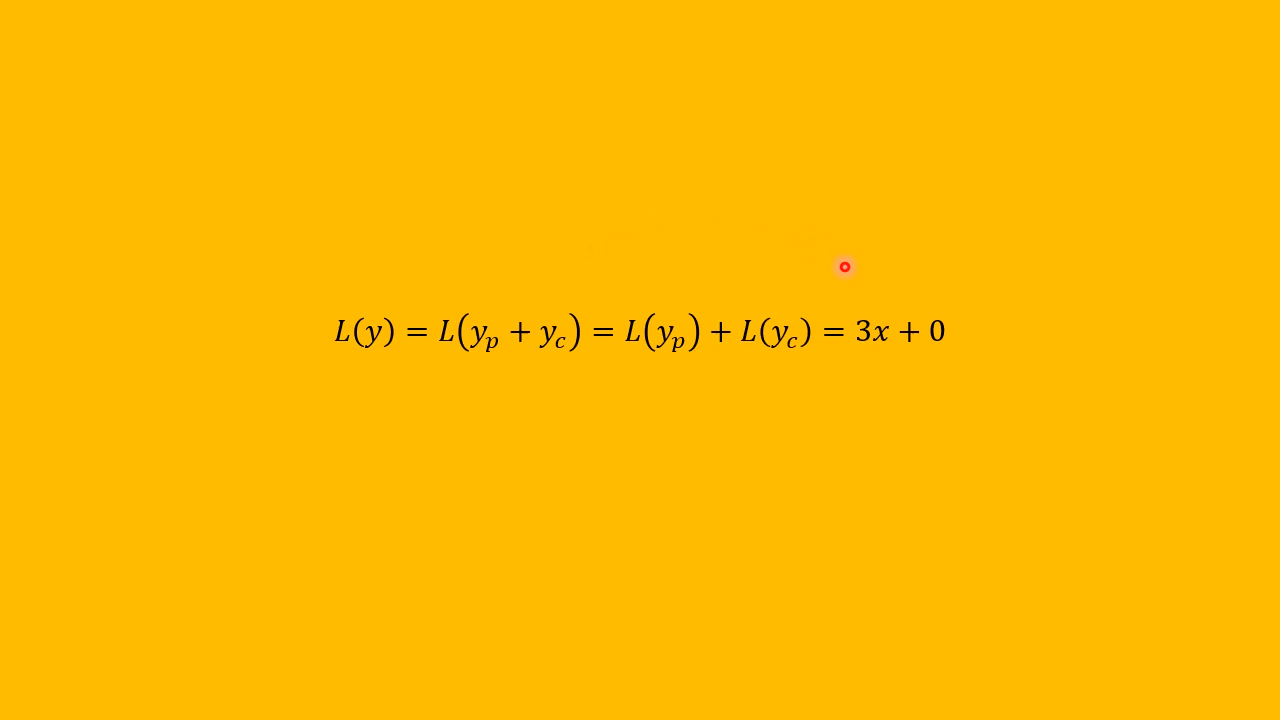 L(y) = L(y_p + y_c) = L(y_p) + L(y_c) = 3x + 0